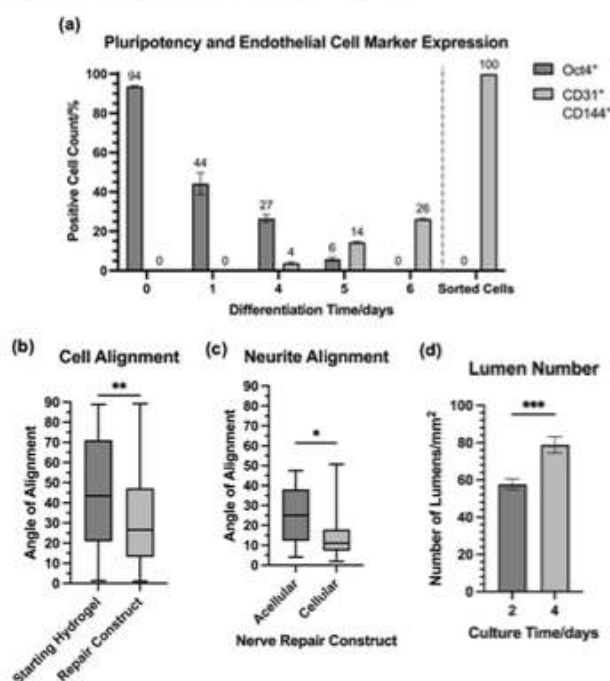 (a)
Pluripotency and Endothelial Cell Marker Expression
Positive Cell Count/%
100
80
60
40
20
0
94
0
44
0
27
4
6
14
0
26
0
100
Oct4+
CD31+
CD144+
0
1
4
5
6
Sorted Cells
Differentiation Time/days
(b)
Cell Alignment
Angle of Alignment
90
80
70
60
50
40
30
20
10
0
**
Starting Hydrogel
Repair Construct
(c)
Neurite Alignment
Angle of Alignment
90
80
70
60
50
40
30
20
10
0
*
Acellular
Cellular
Nerve Repair Construct
(d)
Lumen Number
Number of Lumens/mm²
100
80
60
40
20
0
***
2
4
Culture Time/days